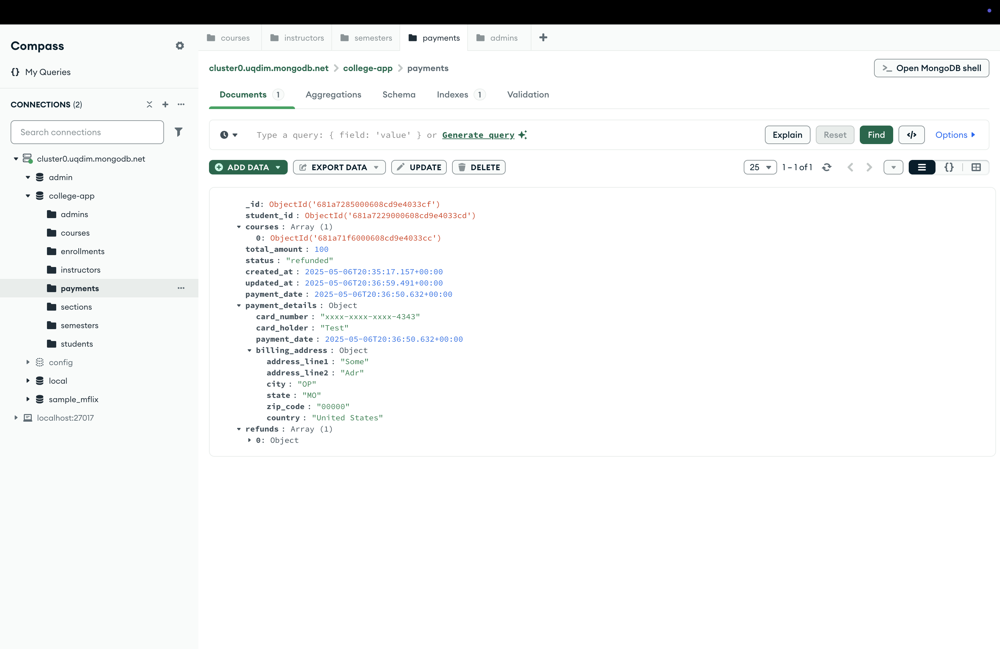 Compass
{} My Queries
CONNECTIONS (2)
Search connections
cluster0.uqdim.mongodb.net
admin
college-app
admins
courses
enrollments
instructors
payments
sections
semesters
students
config
local
sample_mflix
localhost:27017
courses
instructors
semesters
payments
admins
cluster0.uqdim.mongodb.net > college-app > payments
>_ Open MongoDB shell
Documents 1
Aggregations
Schema
Indexes 1
Validation
Type a query: { field: 'value' } or Generate query
Explain
Reset
Find
</>
Options
ADD DATA
EXPORT DATA
UPDATE
DELETE
25
1 – 1 of 1
{}
_id: ObjectId('681a7285000608cd9e4033cf')
student_id : ObjectId('681a7229000608cd9e4033cd')
courses : Array (1)
0: ObjectId('681a71f6000608cd9e4033cc')
total_amount : 100
status : "refunded"
created_at : 2025-05-06T20:35:17.157+00:00
updated_at : 2025-05-06T20:36:59.491+00:00
payment_date : 2025-05-06T20:36:50.632+00:00
payment_details : Object
card_number : "xxxx-xxxx-xxxx-4343"
card_holder : "Test"
payment_date : 2025-05-06T20:36:50.632+00:00
billing_address : Object
address_line1 : "Some"
address_line2 : "Adr"
city : "OP"
state : "MO"
zip_code : "00000"
country : "United States"
refunds : Array (1)
0: Object